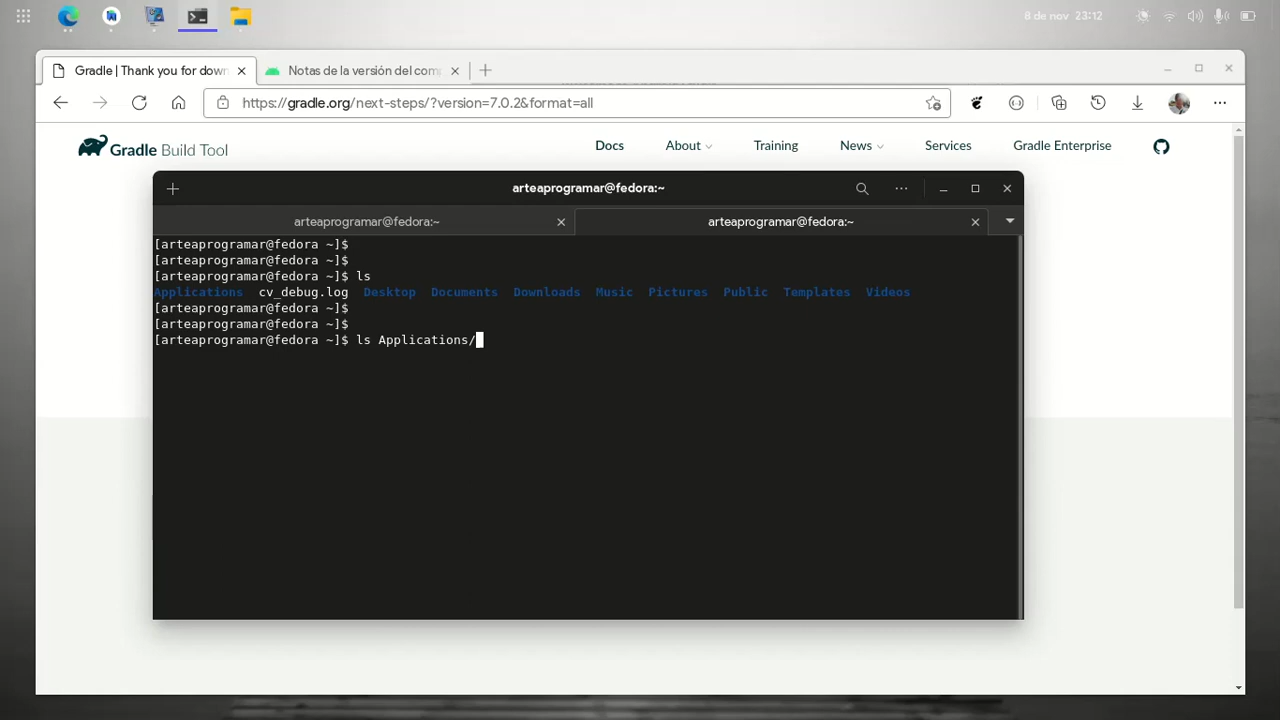 8 de nov 23:12
Gradle | Thank you for down
Notas de la versión del com
https://gradle.org/next-steps/?version=7.0.2&format=all
Gradle Build Tool
Docs
About
Training
News
Services
Gradle Enterprise
arteaprogramar@fedora:~
arteaprogramar@fedora:~
arteaprogramar@fedora:~
[arteaprogramar@fedora ~]$
[arteaprogramar@fedora ~]$
[arteaprogramar@fedora ~]$ ls
Applications cv_debug.log Desktop Documents Downloads Music Pictures Public Templates Videos
[arteaprogramar@fedora ~]$
[arteaprogramar@fedora ~]$
[arteaprogramar@fedora ~]$ ls Applications/